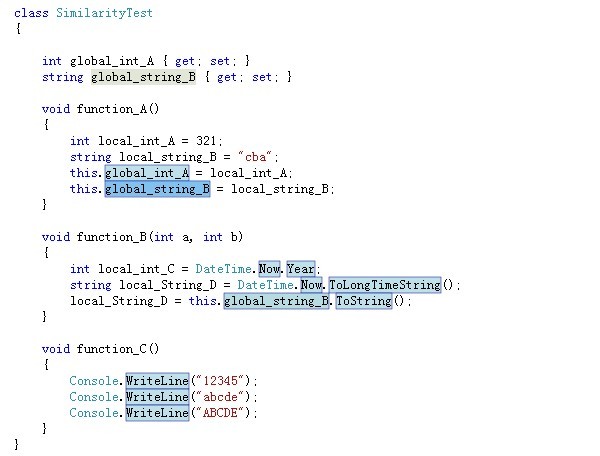 class SimilarityTest
{
int global_int_A { get; set; }
string global_string_B { get; set; }
void function_A()
{
int local_int_A = 321;
string local_string_B = "cba";
this.global_int_A = local_int_A;
this.global_string_B = local_string_B;
}
void function_B(int a, int b)
{
int local_int_C = DateTime.Now.Year;
string local_String_D = DateTime.Now.ToLongTimeString();
local_String_D = this.global_string_B.ToString();
}
void function_C()
{
Console.WriteLine("12345");
Console.WriteLine("abcde");
Console.WriteLine("ABCDE");
}
}